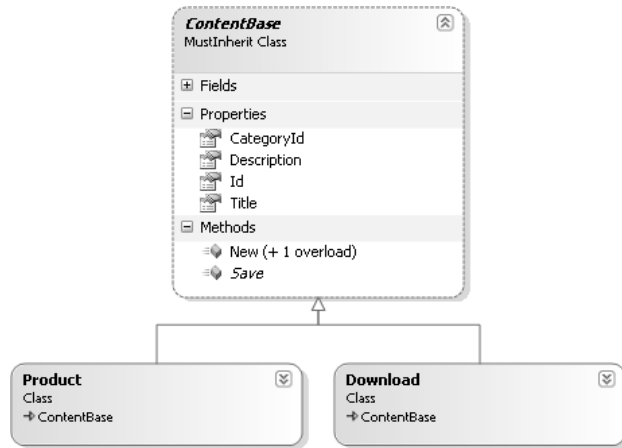 ContentBase
MustInherit Class
Fields
Properties
CategoryId
Description
Id
Title
Methods
New (+ 1 overload)
Save
Product
Class
ContentBase
Download
Class
ContentBase